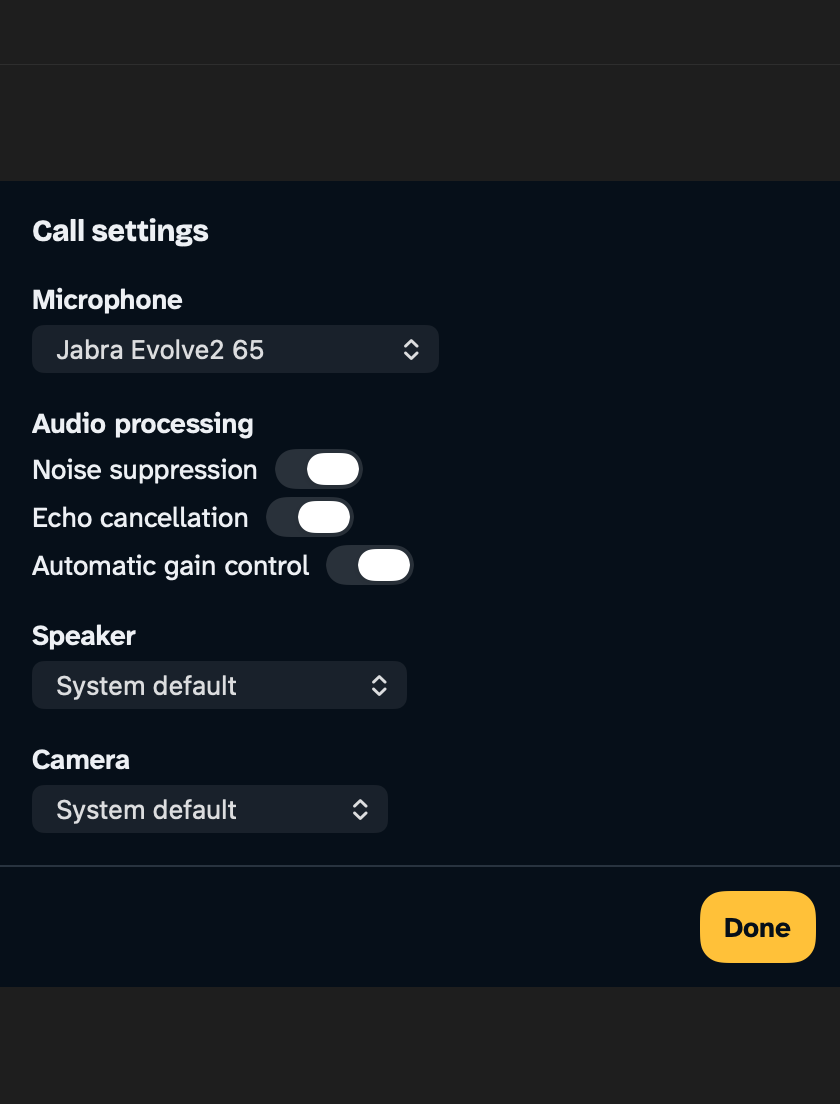 Call settings
Microphone
Jabra Evolve2 65
Audio processing
Noise suppression
Echo cancellation
Automatic gain control
Speaker
System default
Camera
System default
Done